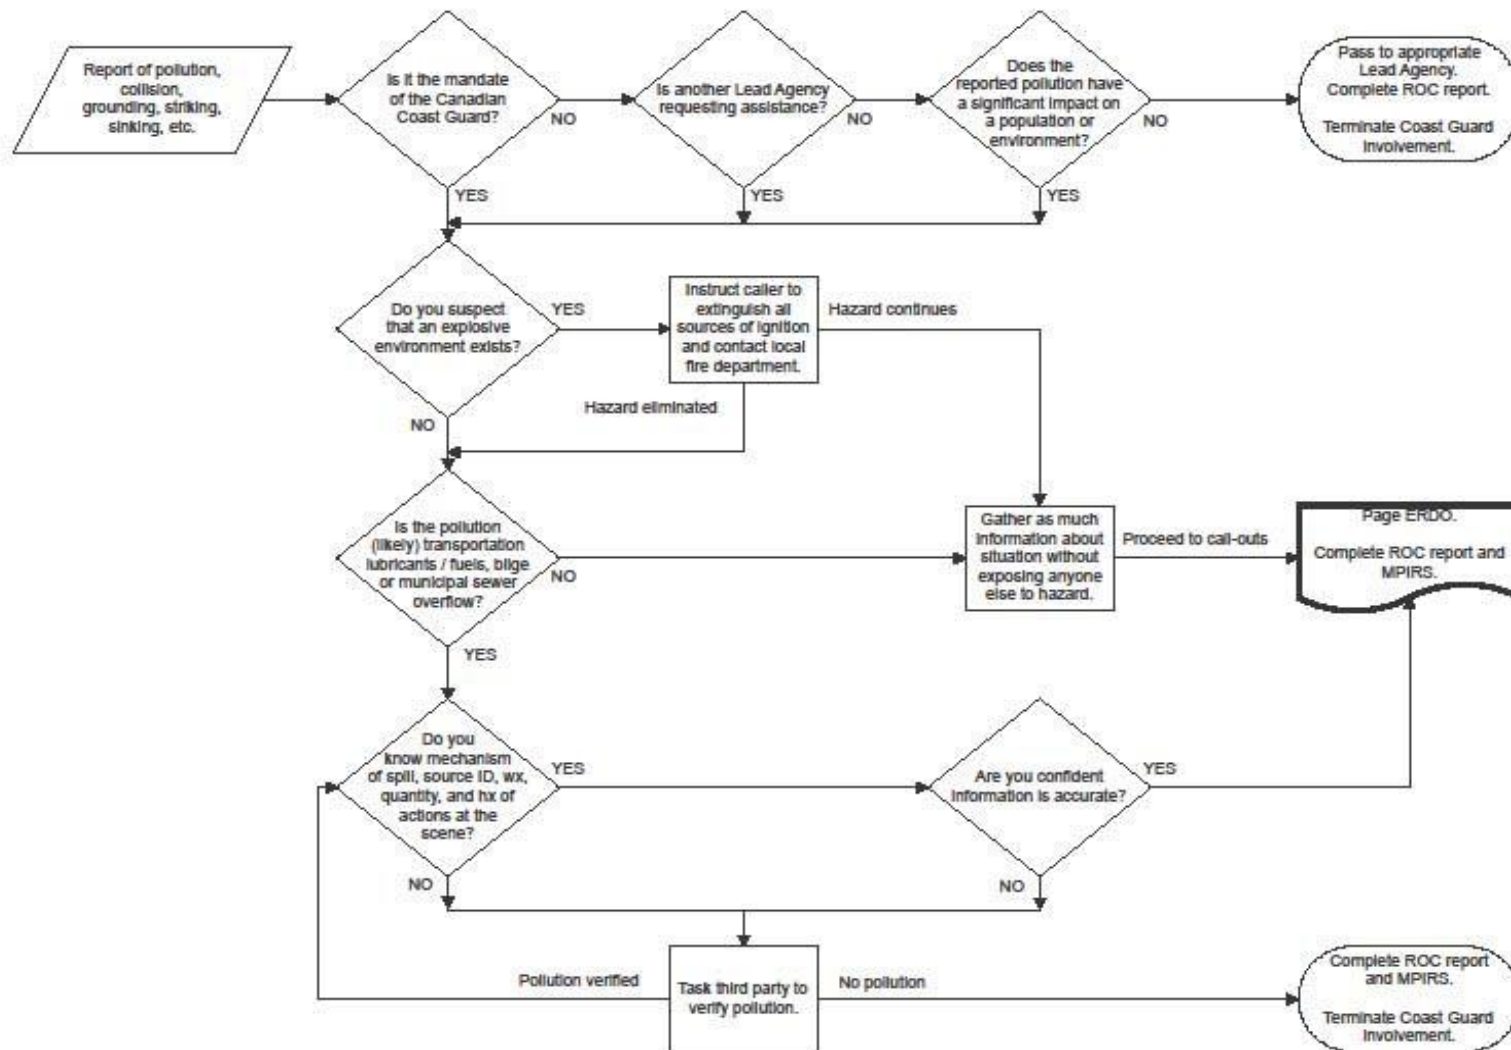 Report of pollution,
collision,
grounding, striking,
sinking, etc.
Is it the mandate
of the Canadian
Coast Guard?
NO
YES
Is another Lead Agency
requesting assistance?
NO
YES
Does the
reported pollution have
a significant impact on
a population or
environment?
NO
YES
Pass to appropriate
Lead Agency.
Complete ROC report.
Terminate Coast Guard
Involvement.
Do you suspect
that an explosive
environment exists?
YES
NO
Instruct caller to
extinguish all
sources of ignition
and contact local
fire department.
Hazard continues
Hazard eliminated
Is the pollution
(likely) transportation
lubricants / fuels, bilge
or municipal sewer
overflow?
NO
YES
Gather as much
information about
situation without
exposing anyone
else to hazard.
Proceed to call-outs
Page ERDO.
Complete ROC report and
MPIRS.
Do you
know mechanism
of spill, source ID, wx,
quantity, and hx of
actions at the
scene?
YES
NO
Are you confident
information is accurate?
YES
NO
Pollution verified
Task third party to
verify pollution.
No pollution
Complete ROC report
and MPIRS.
Terminate Coast Guard
Involvement.